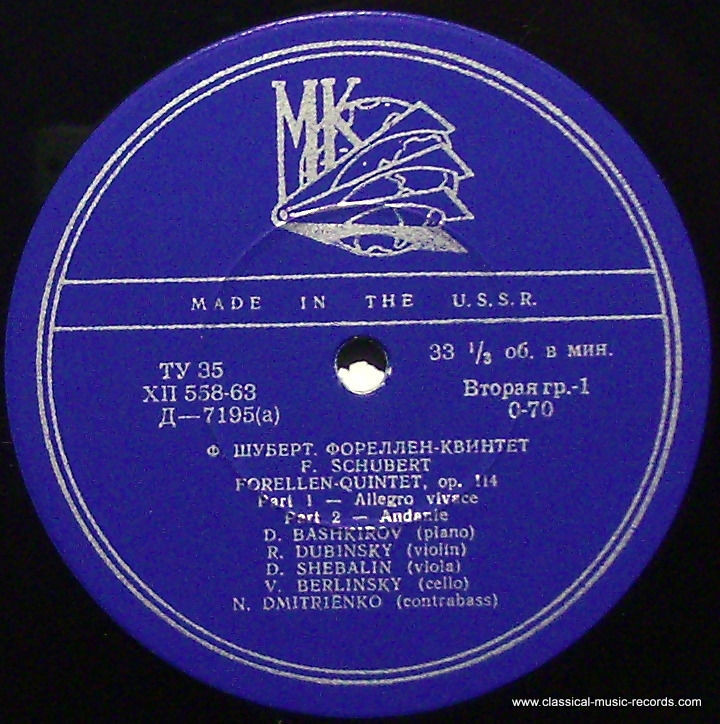 МК
MADE IN THE U.S.S.R.
33 1/3 об. в мин.
ТУ 35
ХП 558-63
Д—7195(а)
Вторая гр.-1
0-70
Ф. ШУБЕРТ. ФОРЕЛЛЕН-КВИНТЕТ
F. SCHUBERT
FORELLEN-QUINTET, op. 114
Part 1 — Allegro vivace
Part 2 — Andante
D. BASHKIROV (piano)
R. DUBINSKY (violin)
D. SHEBALIN (viola)
V. BERLINSKY (cello)
N. DMITRIENKO (contrabass)
www.classical-music-records.com